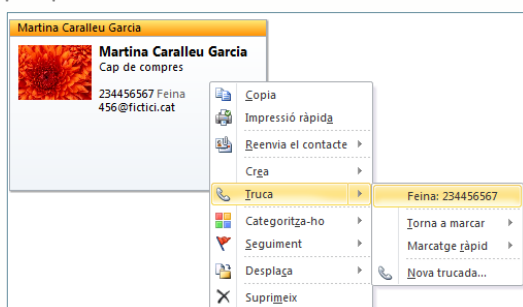 Martina Caralleu Garcia
Martina Caralleu Garcia
Cap de compres
234456567 Feina
456@fictici.cat
Copia
Impressió ràpida
Reenvia el contacte
Crea
Truca
Feina: 234456567
Categoritza-ho
Torna a marcar
Seguiment
Marcatge ràpid
Desplaça
Nova trucada...
Suprimeix